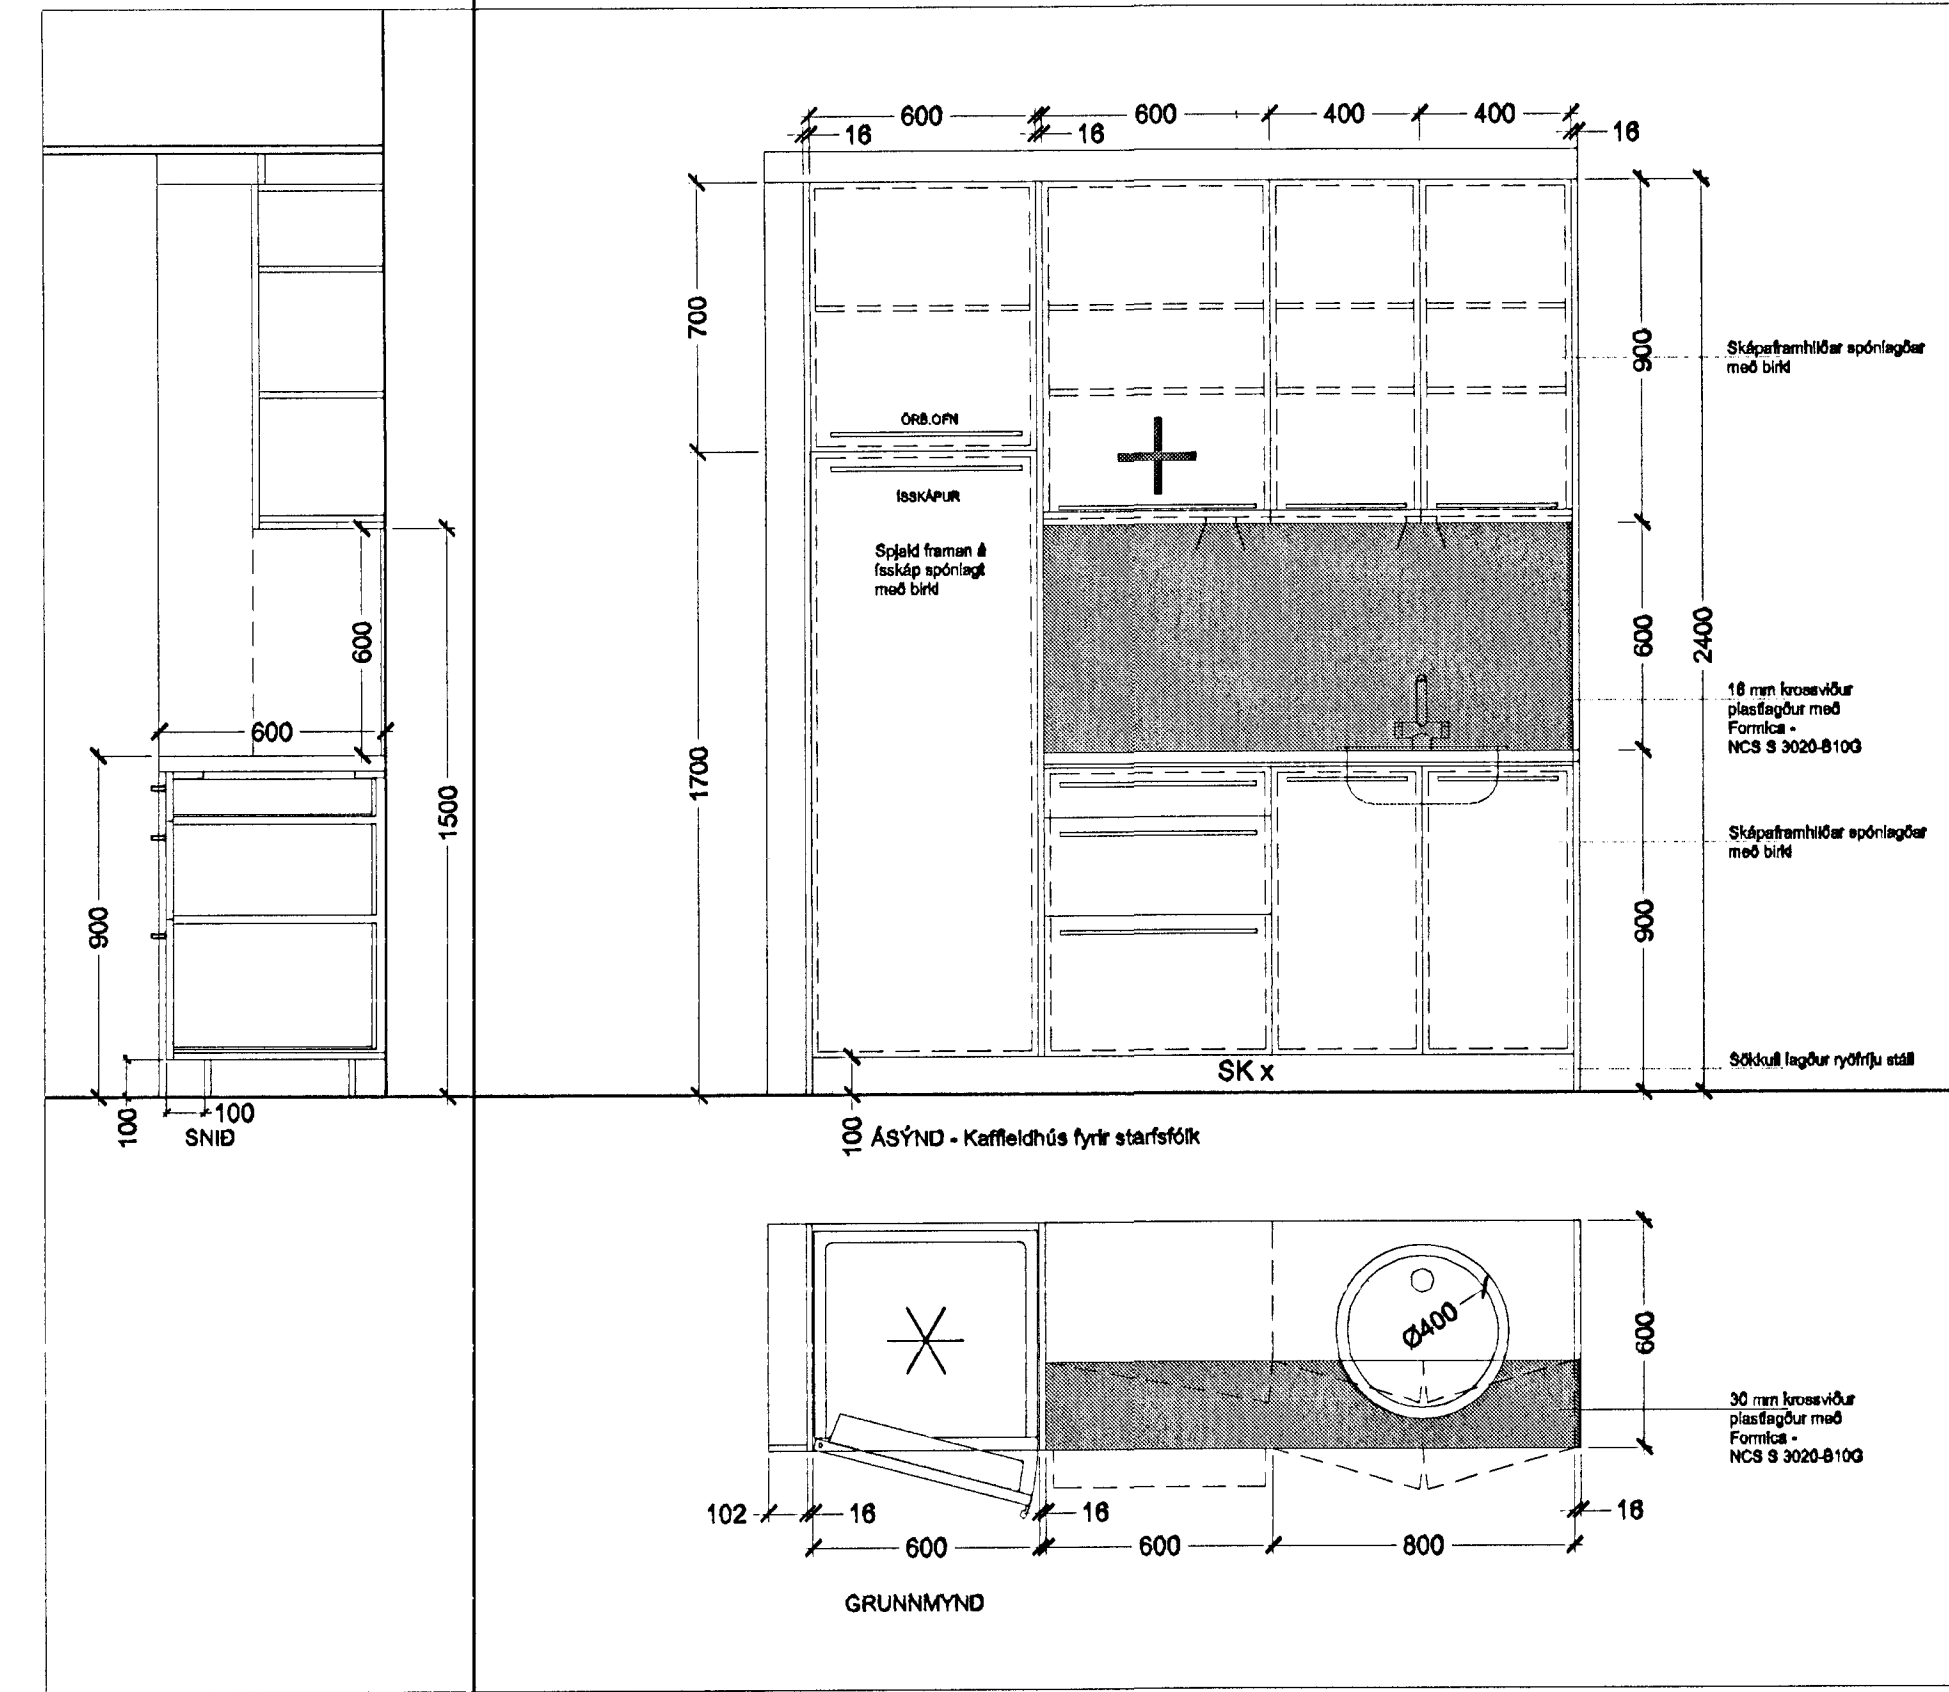 600
600
400
400
16
16
16
700
1700
900
600
900
2400
ÖRB.OFN
ÍSSKÁPUR
Spjald framan á
ísskáp spónlagt
með birki
Skápaframhliðar spónlagðar
með birki
16 mm krossviður
plastlagður með
Formica -
NCS S 3020-B10G
Skápaframhliðar spónlagðar
með birki
Sökkull lagður ryðfríju stáli
SK x
100
ÁSÝND - Kaffieldhús fyrir starfsfólk
600
600
1500
900
100
100
SNIÐ
Ø400
600
30 mm krossviður
plastlagður með
Formica -
NCS S 3020-B10G
102
16
16
16
600
600
800
GRUNNMYND